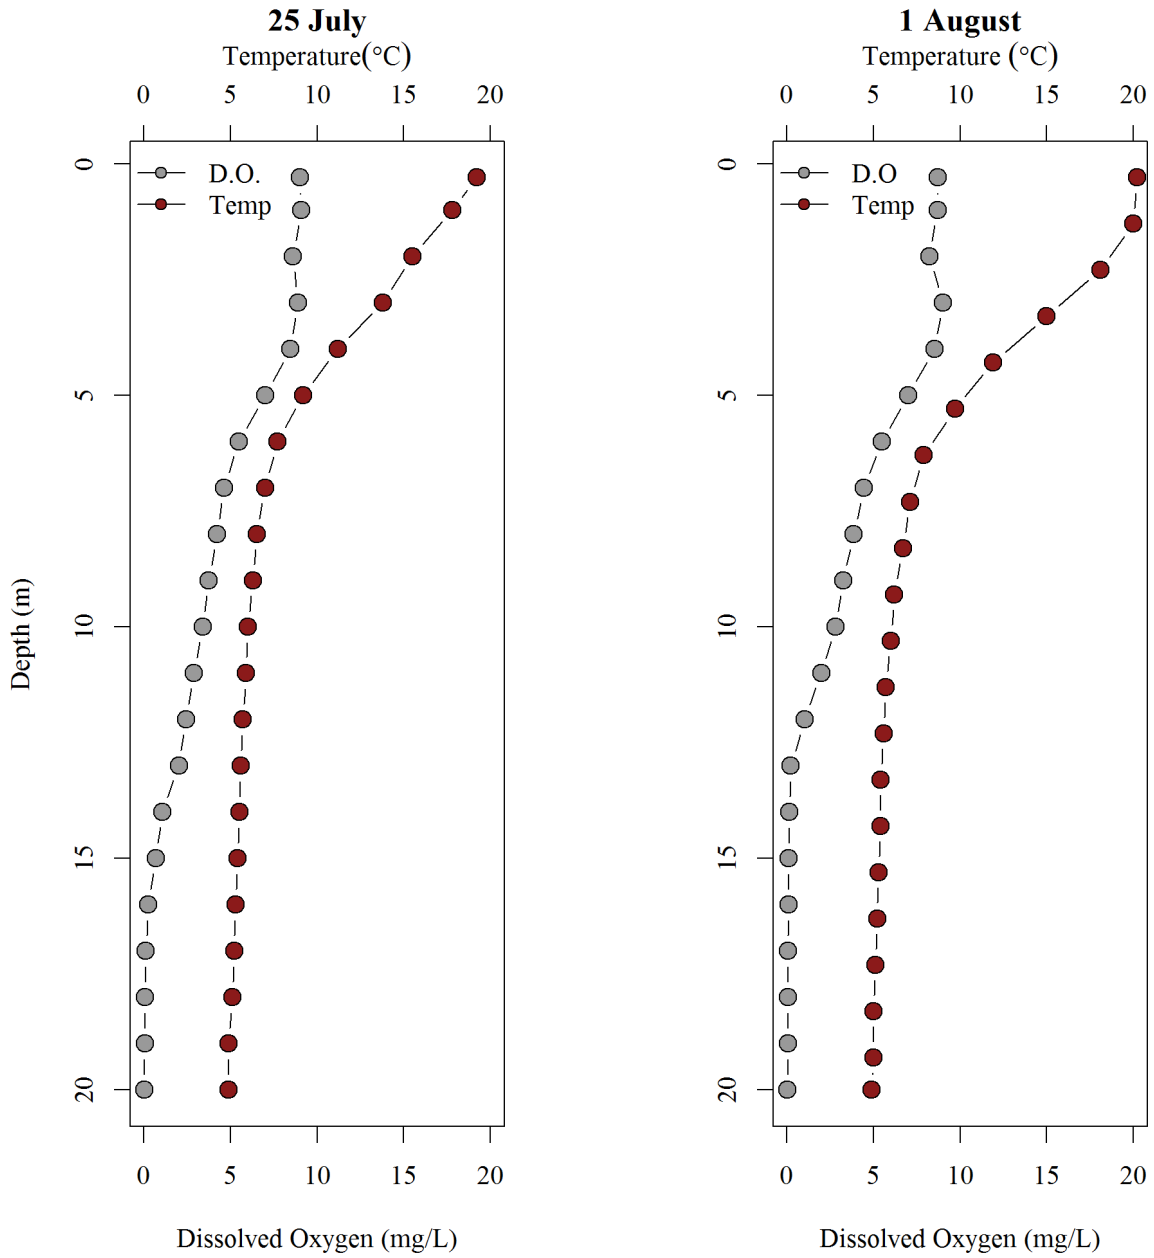 25 July
Temperature(°C)
0 5 10 15 20
D.O.
Temp
0
5
10
15
20
Depth (m)
0 5 10 15 20
Dissolved Oxygen (mg/L)
1 August
Temperature (°C)
0 5 10 15 20
D.O
Temp
0
5
10
15
20
0 5 10 15 20
Dissolved Oxygen (mg/L)